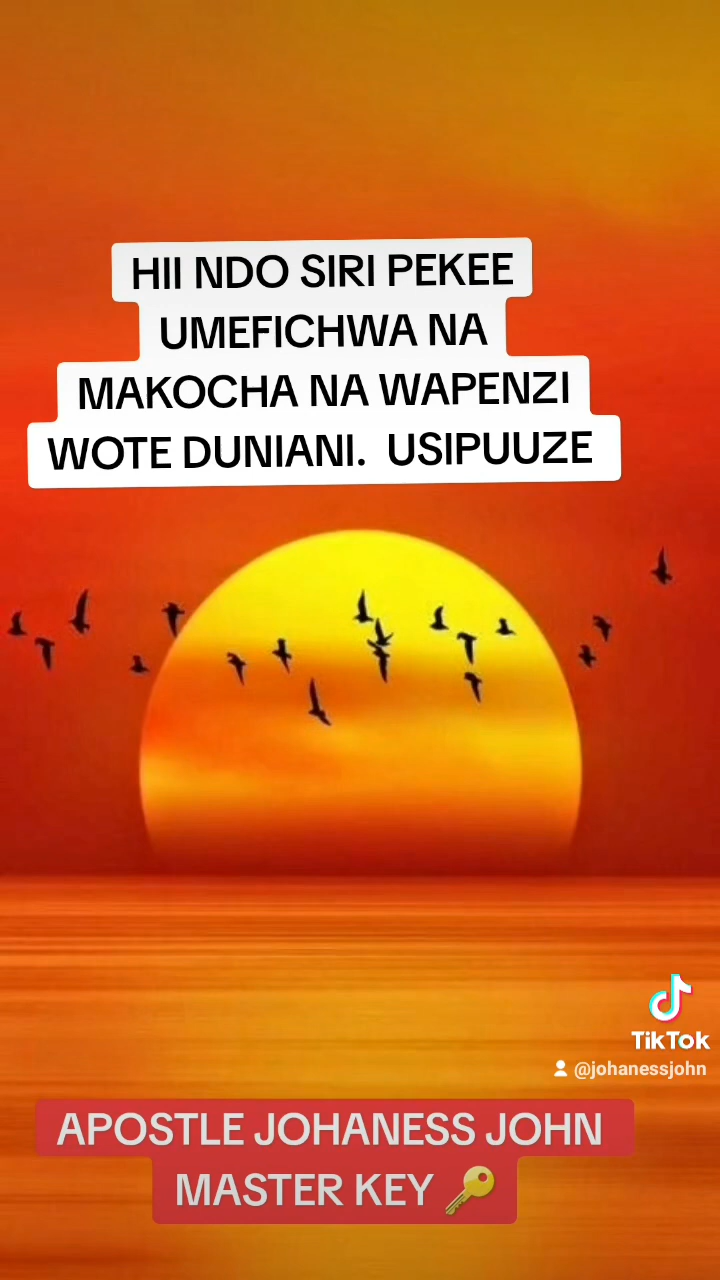 HII NDO SIRI PEKEE
UMEFICHWA NA
MAKOCHA NA WAPENZI
WOTE DUNIANI. USIPUUZE
TikTok
@johanessjohn
APOSTLE JOHANESS JOHN
MASTER KEY 🔑